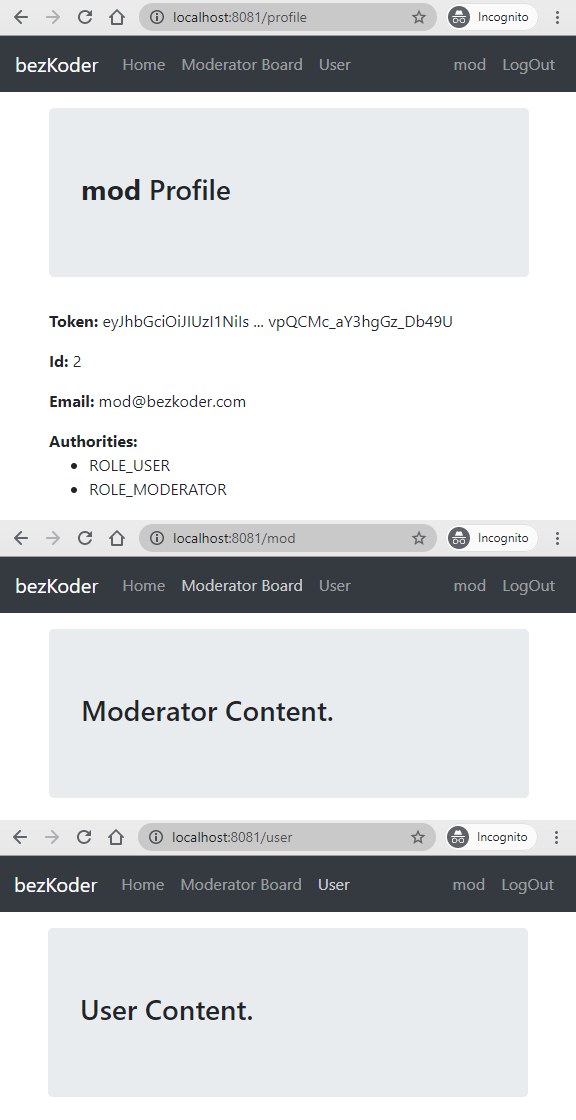 localhost:8081/profile Incognito
bezKoder Home Moderator Board User mod LogOut
mod Profile
Token: eyJhbGciOiJIUzI1NiIs ... vpQCMc_aY3hgGz_Db49U
Id: 2
Email: mod@bezkoder.com
Authorities:
• ROLE_USER
• ROLE_MODERATOR
localhost:8081/mod Incognito
bezKoder Home Moderator Board User mod LogOut
Moderator Content.
localhost:8081/user Incognito
bezKoder Home Moderator Board User mod LogOut
User Content.